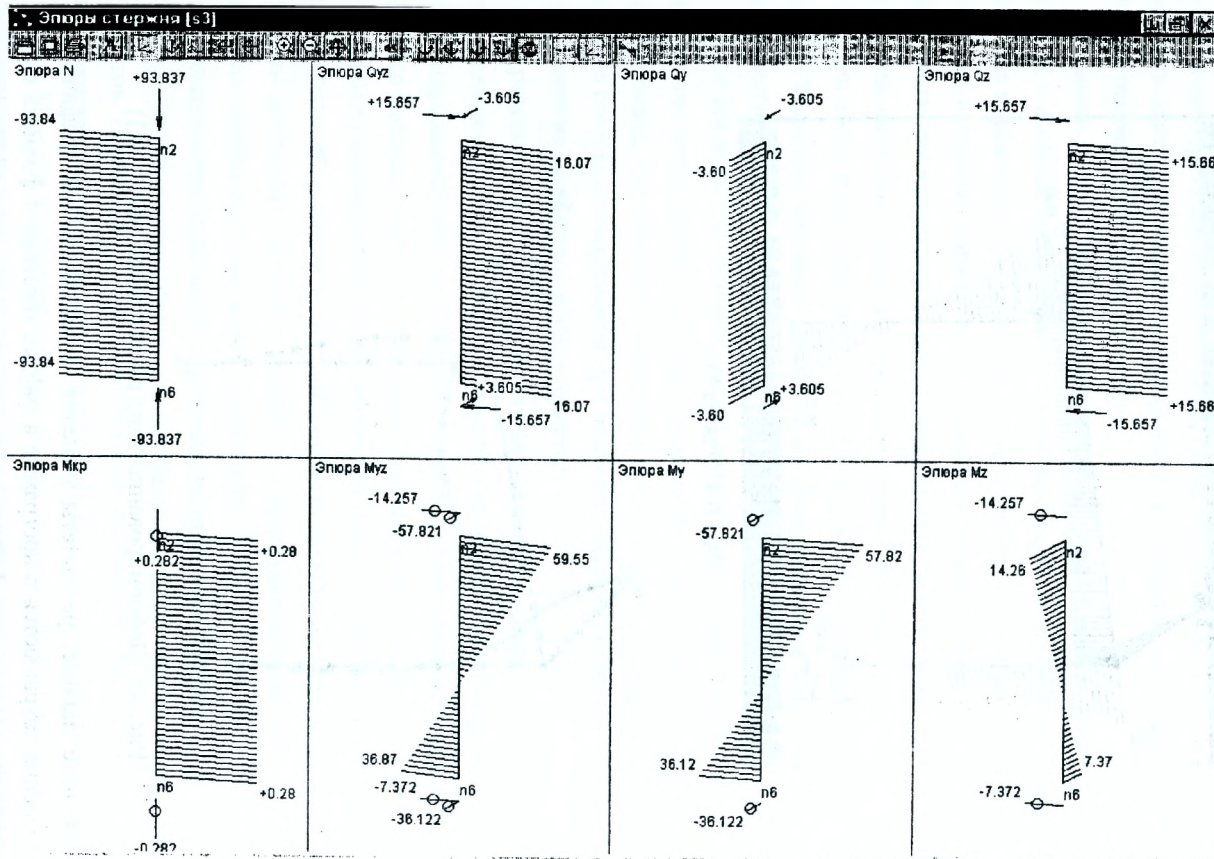 Эпюры стержня [s3]
Эпюра N
+93.837
-93.84
n2
-93.84
n6
-93.837
Эпюра Qyz
+15.657
-3.605
n2
16.07
+3.605
n6
16.07
-15.657
Эпюра Qy
-3.605
n2
-3.60
n6
+3.605
-3.60
Эпюра Qz
+15.657
n2
+15.66
n6
+15.66
-15.657
Эпюра Мкр
n2
+0.28
+0.282
n6
+0.28
-0.282
Эпюра Myz
-14.257
-57.821
n2
59.55
36.87
-7.372
n6
-36.122
Эпюра My
-57.821
n2
57.82
36.12
n6
-36.122
Эпюра Mz
-14.257
n2
14.26
7.37
-7.372
n6